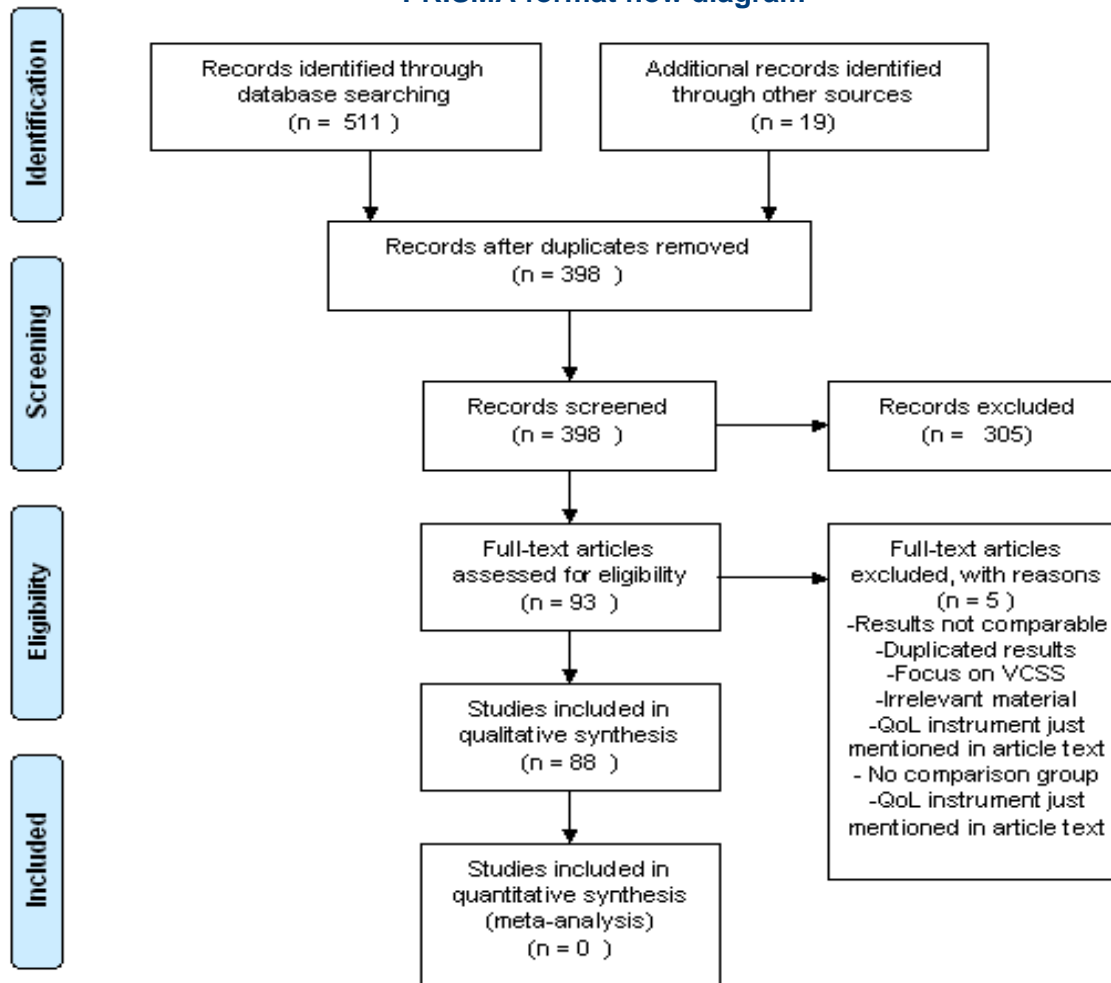 PRISMA format flow diagram
Identification
Records identified through
database searching
(n = 511 )
Additional records identified
through other sources
(n = 19)
Records after duplicates removed
(n = 398 )
Screening
Records screened
(n = 398 )
Records excluded
(n = 305)
Eligibility
Full-text articles
assessed for eligibility
(n = 93 )
Full-text articles
excluded, with reasons
(n = 5 )
-Results not comparable
-Duplicated results
-Focus on VCSS
-Irrelevant material
-QoL instrument just
mentioned in article text
- No comparison group
-QoL instrument just
mentioned in article text
Studies included in
qualitative synthesis
(n = 88 )
Included
Studies included in
quantitative synthesis
(meta-analysis)
(n = 0 )